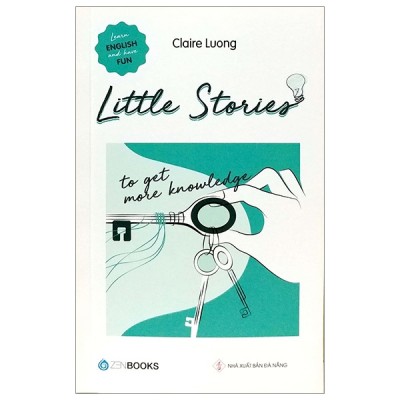 Learn
ENGLISH
and have
FUN
Claire Luong
Little Stories
to get
more knowledge
ZENBOOKS
NHÀ XUẤT BẢN ĐÀ NẴNG